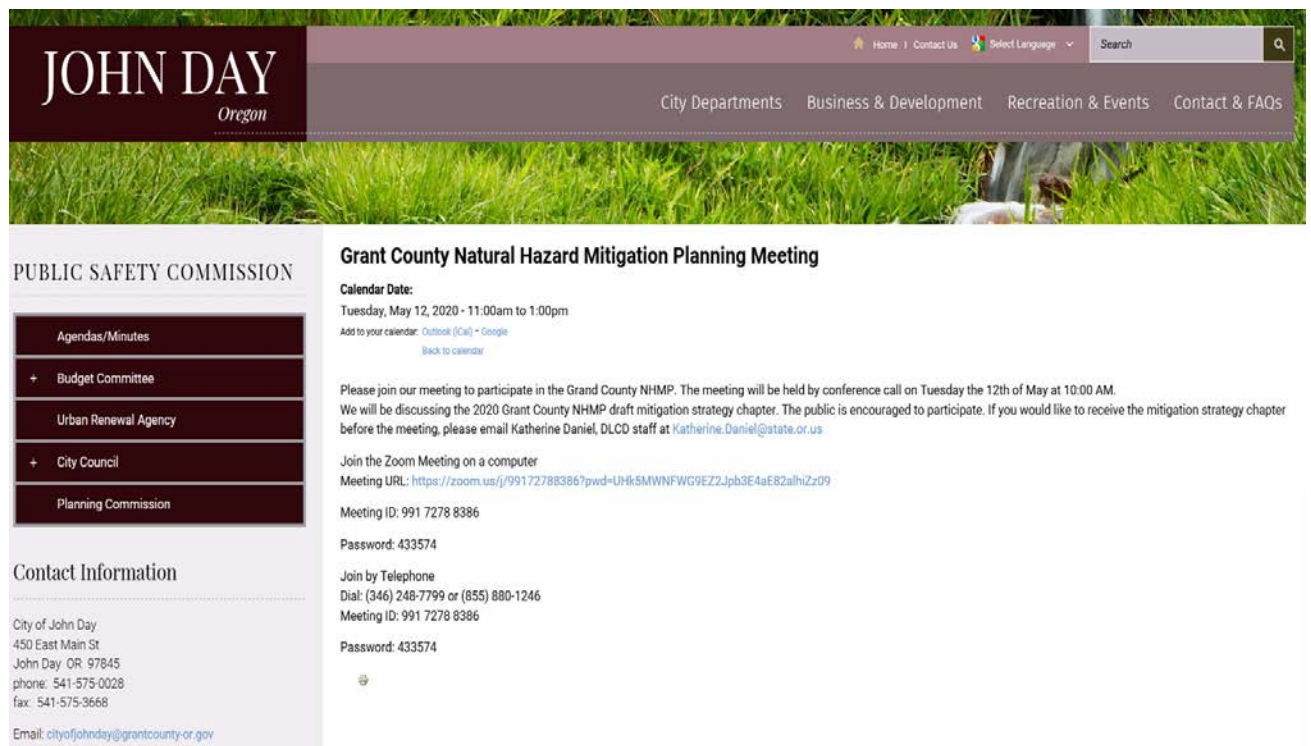 JOHN DAY
Oregon
Home | Contact Us Select Language Search
City Departments Business & Development Recreation & Events Contact & FAQs
PUBLIC SAFETY COMMISSION
Agendas/Minutes
+ Budget Committee
Urban Renewal Agency
+ City Council
Planning Commission
Contact Information
City of John Day
450 East Main St
John Day OR 97845
phone: 541-575-0028
fax: 541-575-3668
Email: cityofjohnday@grantcounty-or.gov
Grant County Natural Hazard Mitigation Planning Meeting
Calendar Date:
Tuesday, May 12, 2020 - 11:00am to 1:00pm
Add to your calendar: Outlook (iCal) - Google
Back to calendar
Please join our meeting to participate in the Grand County NHMP. The meeting will be held by conference call on Tuesday the 12th of May at 10:00 AM.
We will be discussing the 2020 Grant County NHMP draft mitigation strategy chapter. The public is encouraged to participate. If you would like to receive the mitigation strategy chapter
before the meeting, please email Katherine Daniel, DLCD staff at Katherine.Daniel@state.or.us
Join the Zoom Meeting on a computer
Meeting URL: https://zoom.us/j/99172788386?pwd=UHk5MWNFWG9EZ2Jpb3E4aE82alhiZz09
Meeting ID: 991 7278 8386
Password: 433574
Join by Telephone
Dial: (346) 248-7799 or (855) 880-1246
Meeting ID: 991 7278 8386
Password: 433574